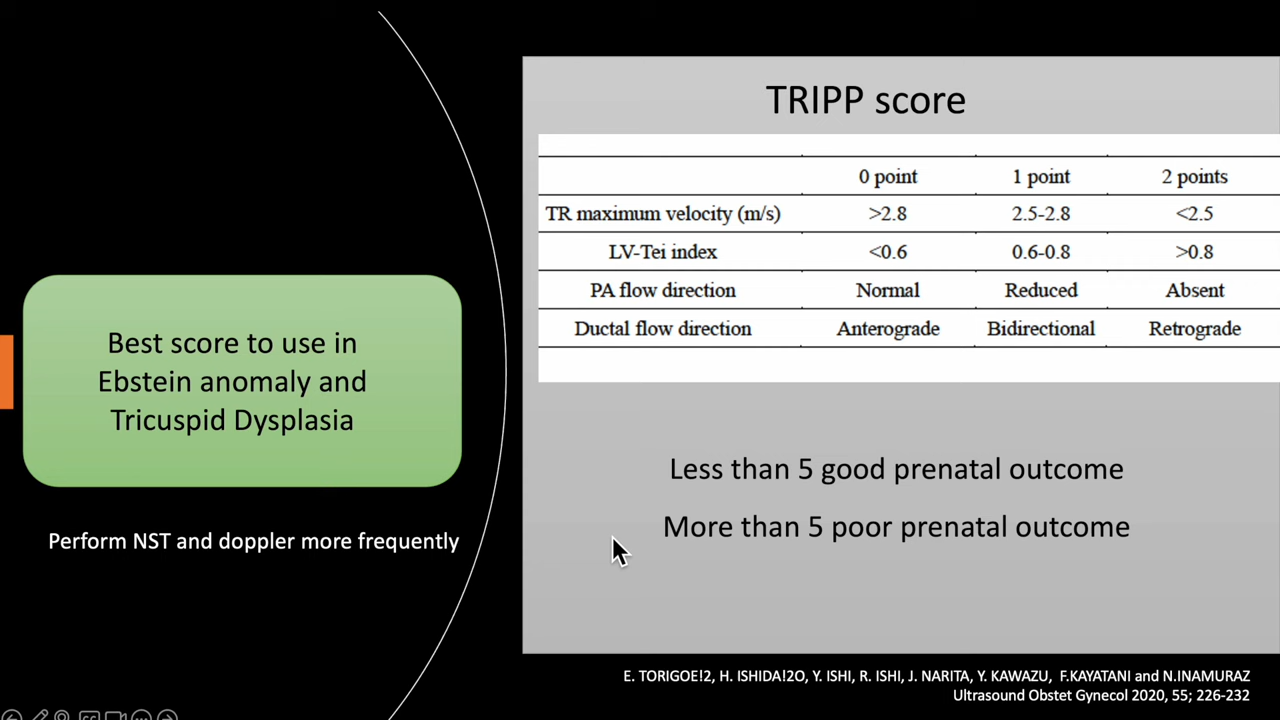 TRIPP score
0 point 1 point 2 points
TR maximum velocity (m/s) >2.8 2.5-2.8 <2.5
LV-Tei index <0.6 0.6-0.8 >0.8
PA flow direction Normal Reduced Absent
Ductal flow direction Anterograde Bidirectional Retrograde
Best score to use in
Ebstein anomaly and
Tricuspid Dysplasia
Perform NST and doppler more frequently
Less than 5 good prenatal outcome
More than 5 poor prenatal outcome
E. TORIGOE!2, H. ISHIDA!2O, Y. ISHI, R. ISHI, J. NARITA, Y. KAWAZU, F.KAYATANI and N.INAMURAZ
Ultrasound Obstet Gynecol 2020, 55; 226-232